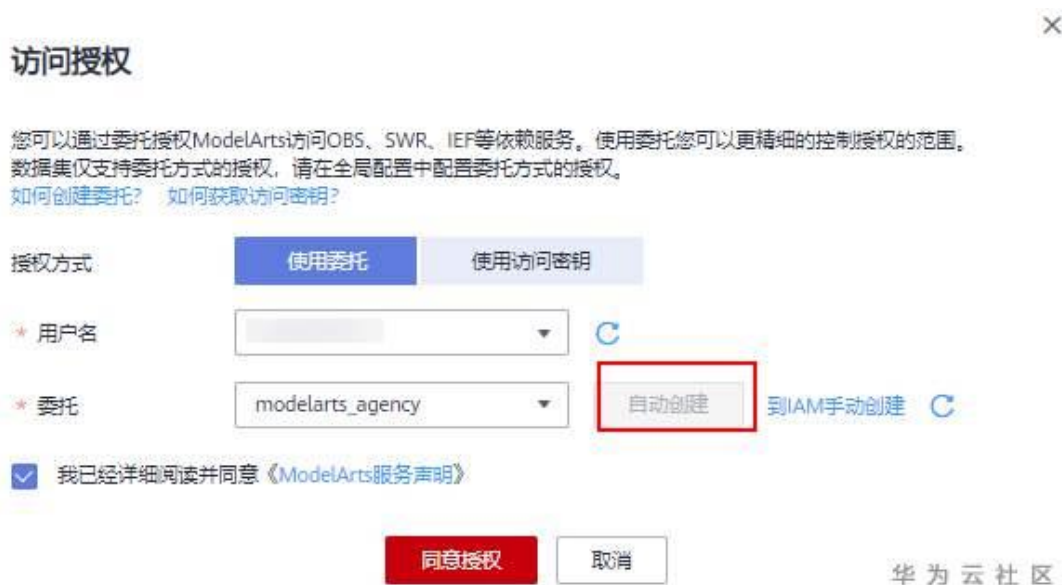 访问授权
您可以通过委托授权ModelArts访问OBS、SWR、IEF等依赖服务。使用委托您可以更精细的控制授权的范围。
数据集仅支持委托方式的授权，请在全局配置中配置委托方式的授权。
如何创建委托？ 如何获取访问密钥？
授权方式 使用委托 使用访问密钥
* 用户名
* 委托 modelarts_agency 自动创建 到IAM手动创建
我已经详细阅读并同意《ModelArts服务声明》
同意授权 取消
华为云社区